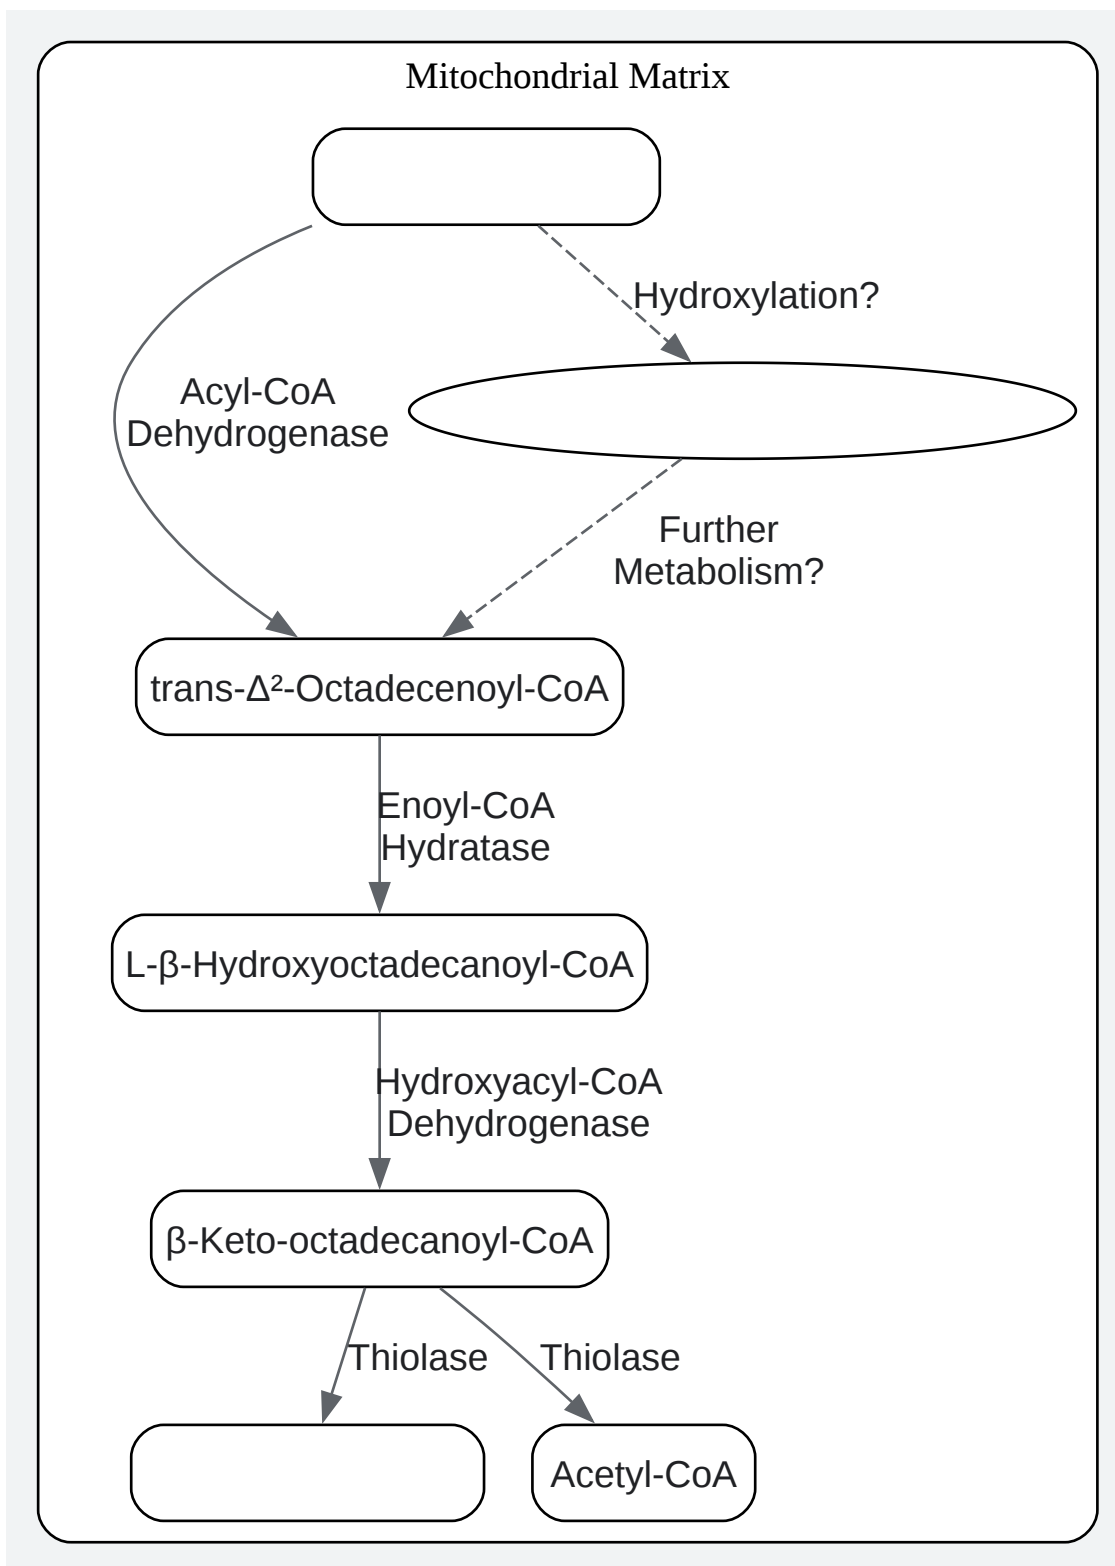 Mitochondrial Matrix
Hydroxylation?
Acyl-CoA
Dehydrogenase
Further
Metabolism?
trans-Δ²-Octadecenoyl-CoA
Enoyl-CoA
Hydratase
L-β-Hydroxyoctadecanoyl-CoA
Hydroxyacyl-CoA
Dehydrogenase
β-Keto-octadecanoyl-CoA
Thiolase
Thiolase
Acetyl-CoA